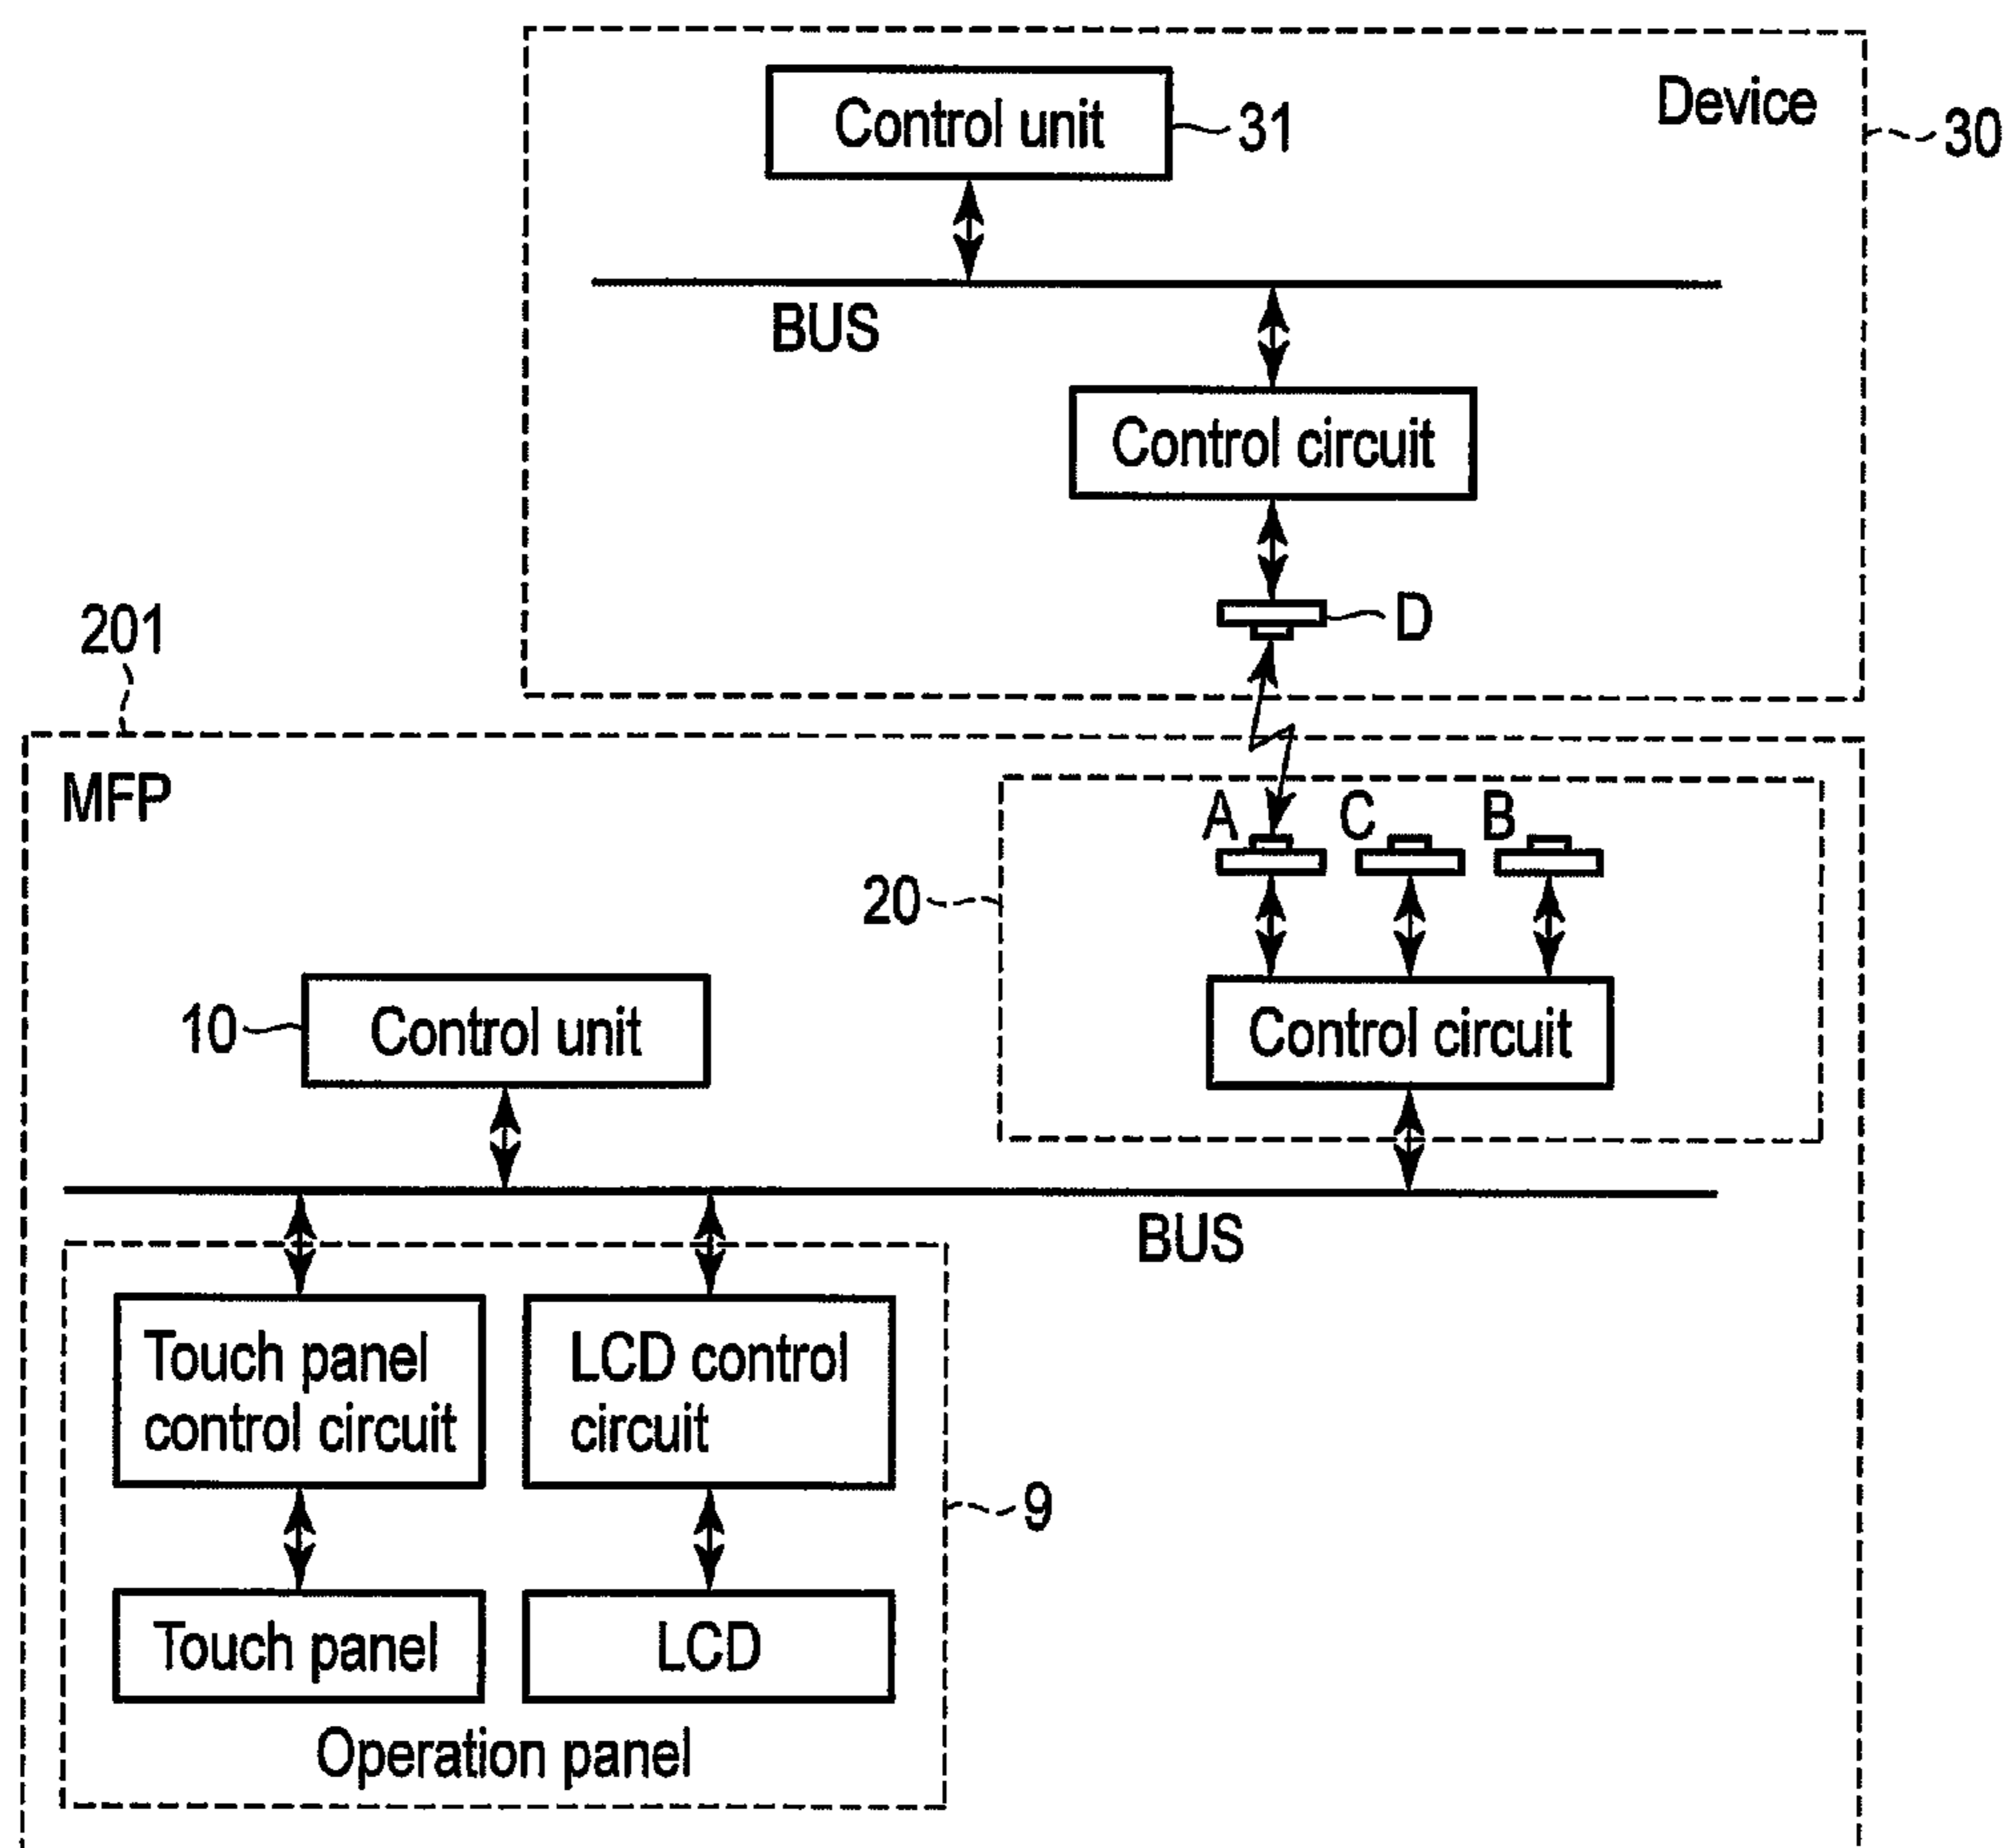 Device
Control unit
31
30
BUS
Control circuit
D
201
MFP
A
C
B
20
10
Control unit
Control circuit
BUS
Touch panel
control circuit
LCD control
circuit
9
Touch panel
LCD
Operation panel